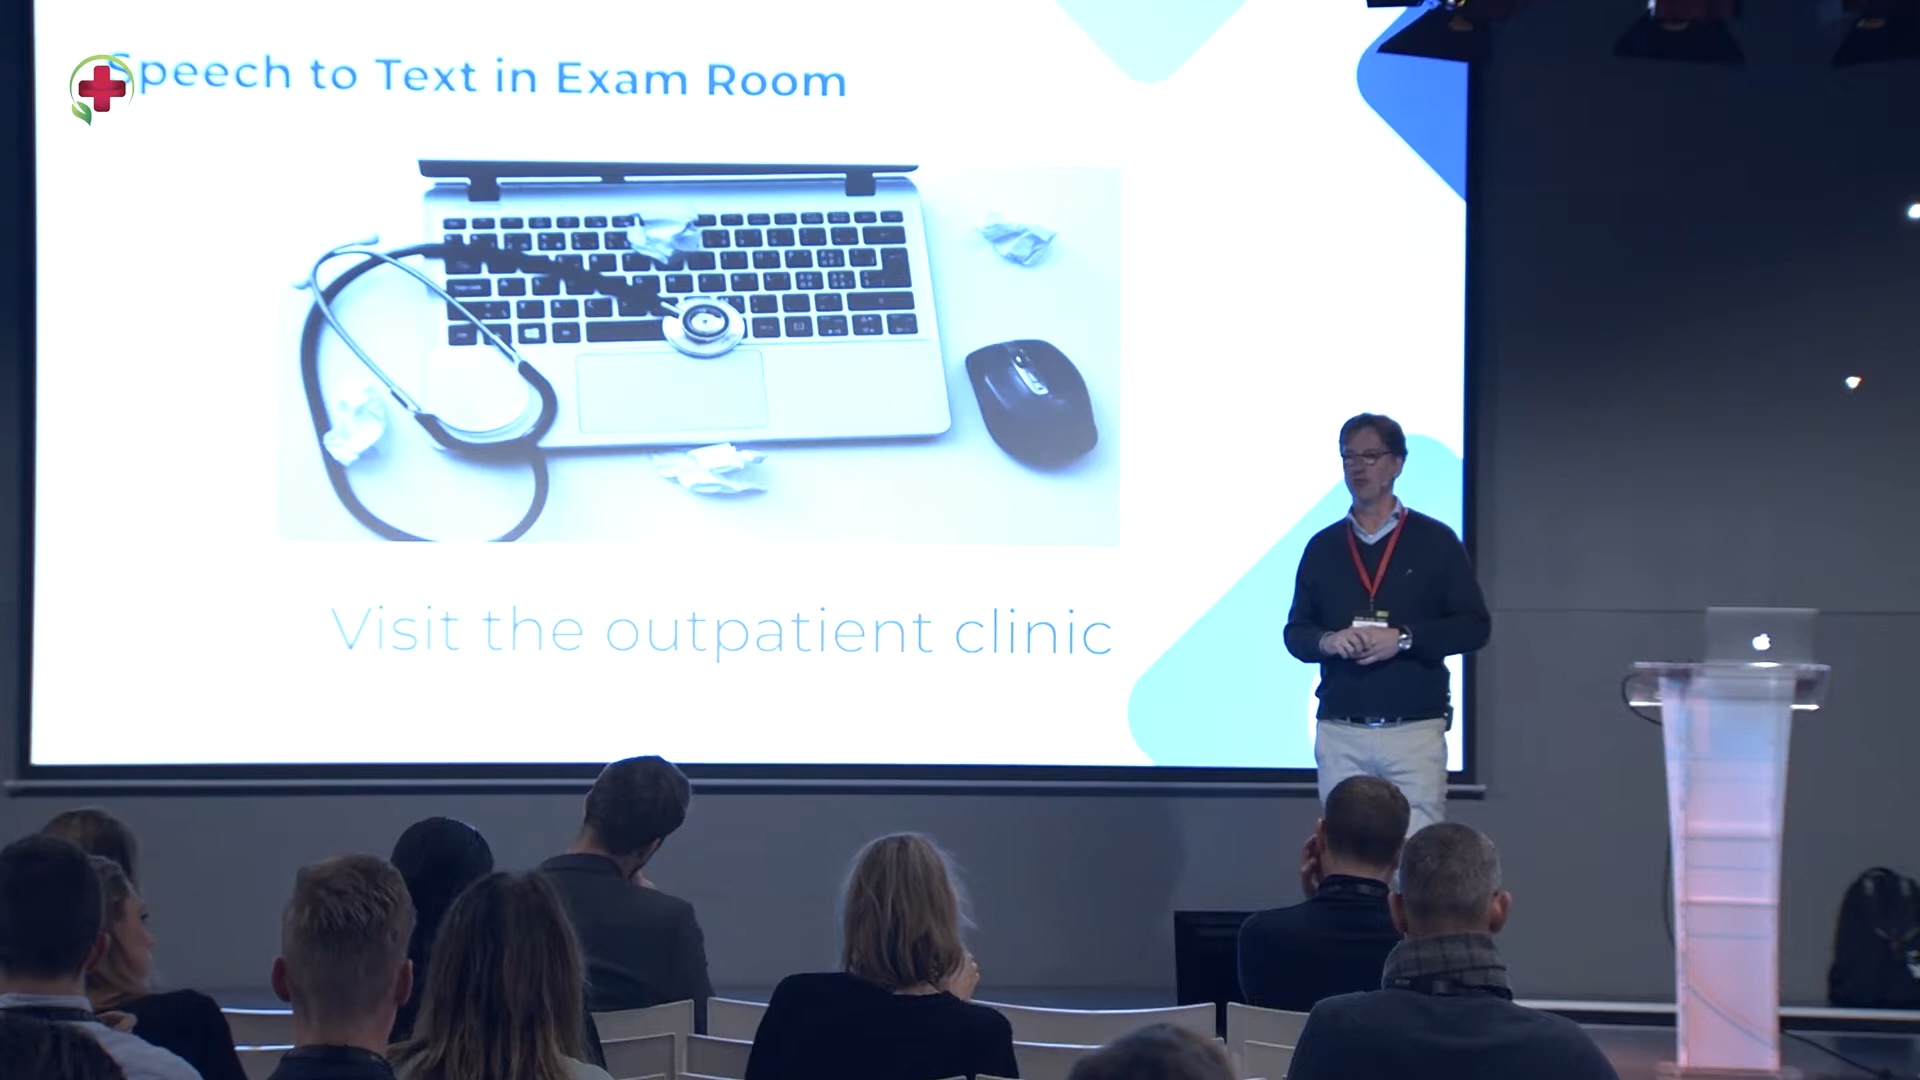 Speech to Text in Exam Room
Visit the outpatient clinic